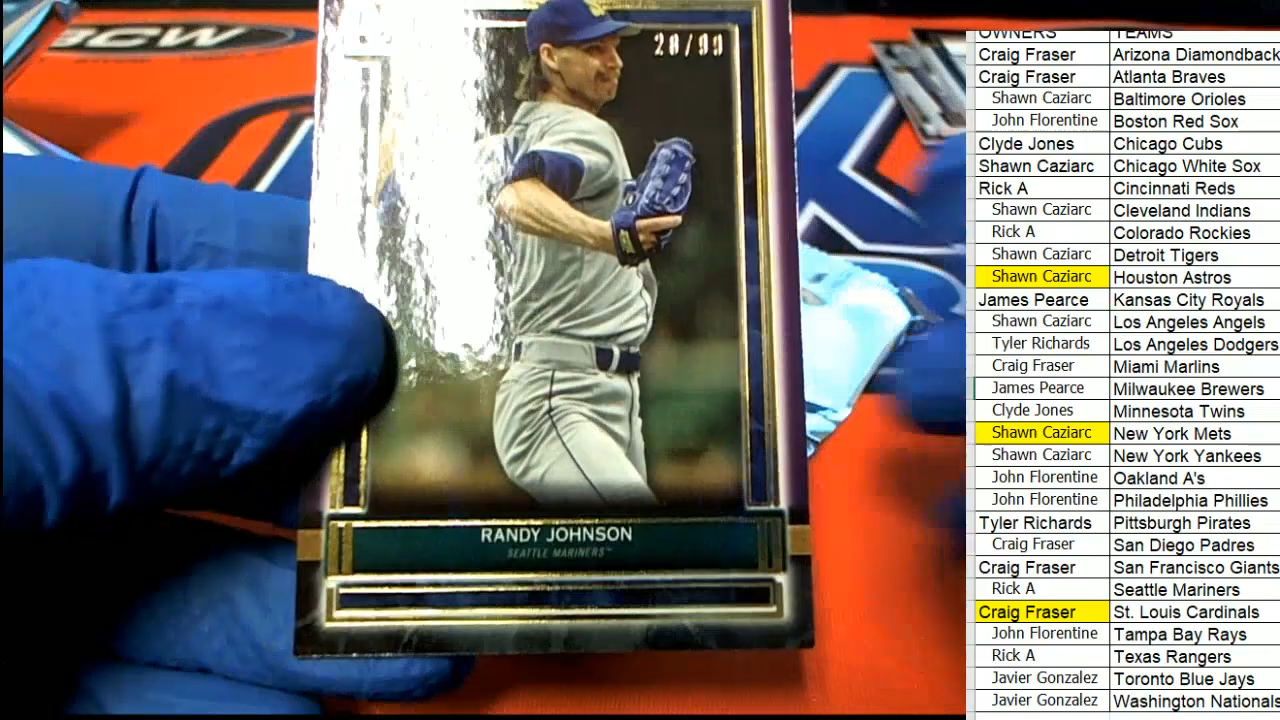 BCW
28/99
RANDY JOHNSON
SEATTLE MARINERS™
OWNERS TEAMS
Craig Fraser Arizona Diamondback
Craig Fraser Atlanta Braves
Shawn Caziarc Baltimore Orioles
John Florentine Boston Red Sox
Clyde Jones Chicago Cubs
Shawn Caziarc Chicago White Sox
Rick A Cincinnati Reds
Shawn Caziarc Cleveland Indians
Rick A Colorado Rockies
Shawn Caziarc Detroit Tigers
Shawn Caziarc Houston Astros
James Pearce Kansas City Royals
Shawn Caziarc Los Angeles Angels
Tyler Richards Los Angeles Dodgers
Craig Fraser Miami Marlins
James Pearce Milwaukee Brewers
Clyde Jones Minnesota Twins
Shawn Caziarc New York Mets
Shawn Caziarc New York Yankees
John Florentine Oakland A's
John Florentine Philadelphia Phillies
Tyler Richards Pittsburgh Pirates
Craig Fraser San Diego Padres
Craig Fraser San Francisco Giants
Rick A Seattle Mariners
Craig Fraser St. Louis Cardinals
John Florentine Tampa Bay Rays
Rick A Texas Rangers
Javier Gonzalez Toronto Blue Jays
Javier Gonzalez Washington Nationals